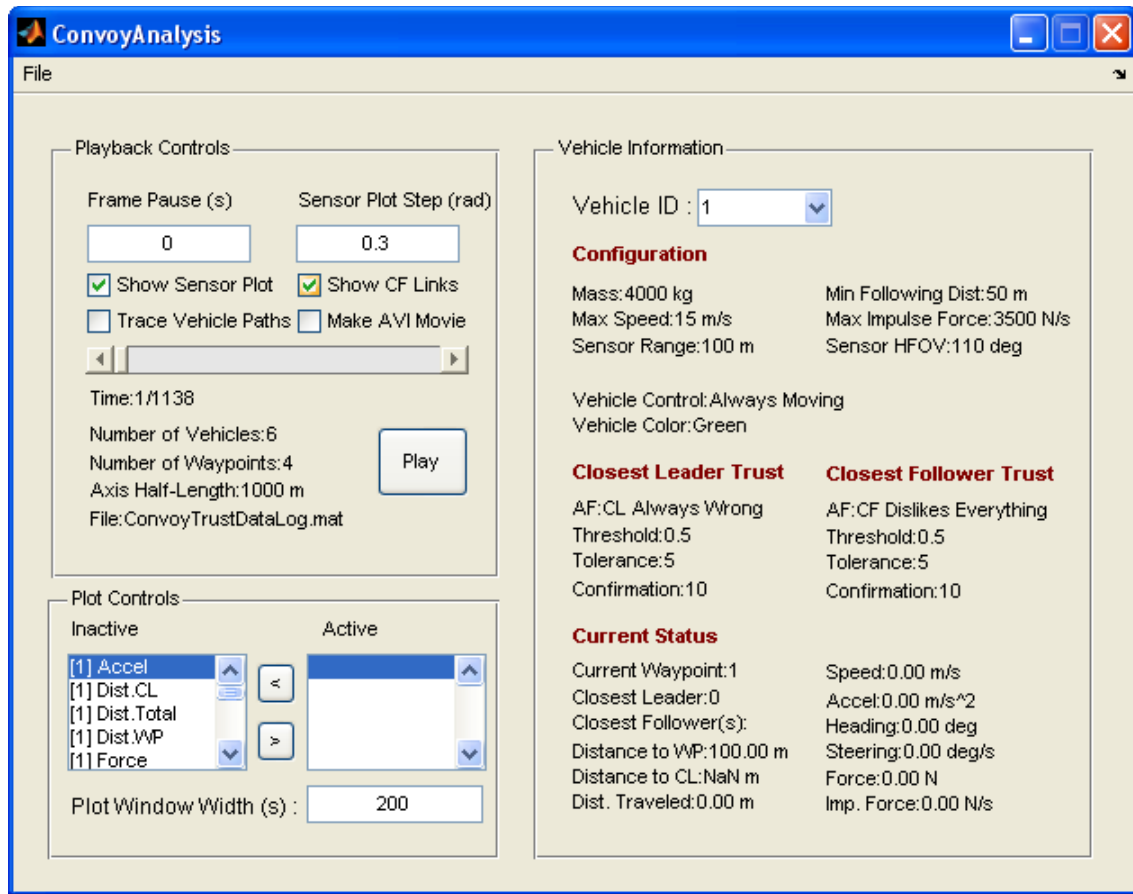 ConvoyAnalysis
File
Playback Controls
Frame Pause (s)
Sensor Plot Step (rad)
0
0.3
Show Sensor Plot
Show CF Links
Trace Vehicle Paths
Make AVI Movie
Time:1/1138
Number of Vehicles:6
Number of Waypoints:4
Axis Half-Length:1000 m
File:ConvoyTrustDataLog.mat
Play
Plot Controls
Inactive
Active
[1] Accel
[1] Dist.CL
[1] Dist.Total
[1] Dist.WP
[1] Force
<
>
Plot Window Width (s) :
200
Vehicle Information
Vehicle ID :
1
Configuration
Mass:4000 kg
Max Speed:15 m/s
Sensor Range:100 m
Min Following Dist:50 m
Max Impulse Force:3500 N/s
Sensor HFOV:110 deg
Vehicle Control:Always Moving
Vehicle Color:Green
Closest Leader Trust
AF:CL Always Wrong
Threshold:0.5
Tolerance:5
Confirmation:10
Closest Follower Trust
AF:CF Dislikes Everything
Threshold:0.5
Tolerance:5
Confirmation:10
Current Status
Current Waypoint:1
Closest Leader:0
Closest Follower(s):
Distance to WP:100.00 m
Distance to CL:NaN m
Dist. Traveled:0.00 m
Speed:0.00 m/s
Accel:0.00 m/s^2
Heading:0.00 deg
Steering:0.00 deg/s
Force:0.00 N
Imp. Force:0.00 N/s